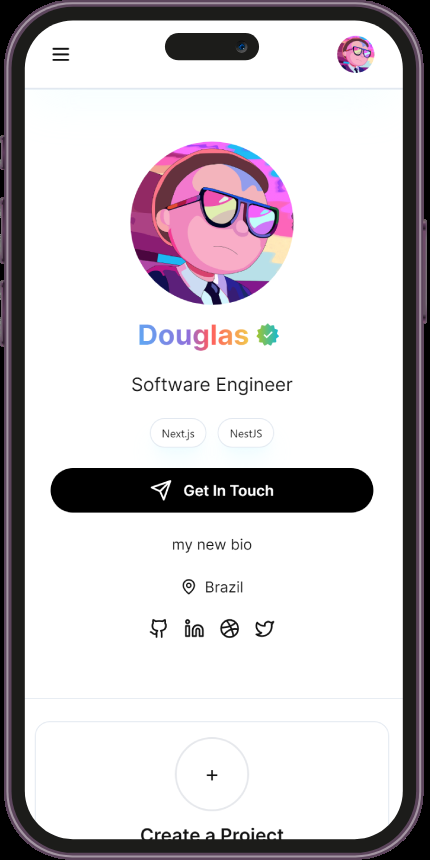 Douglas
Software Engineer
Next.js NestJS
Get In Touch
my new bio
Brazil
+
Create a Project